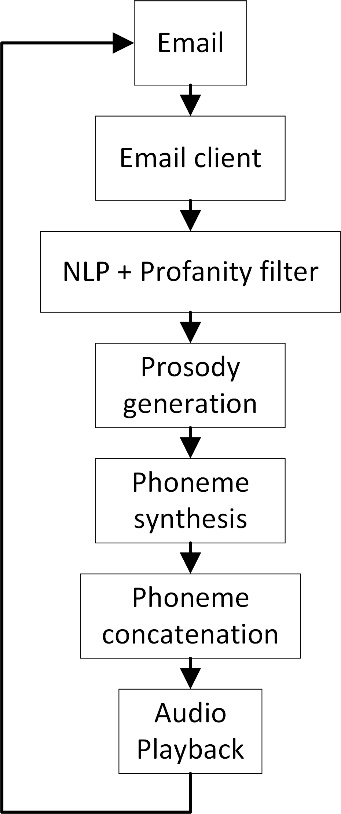 Email
Email client
NLP + Profanity filter
Prosody
generation
Phoneme
synthesis
Phoneme
concatenation
Audio
Playback